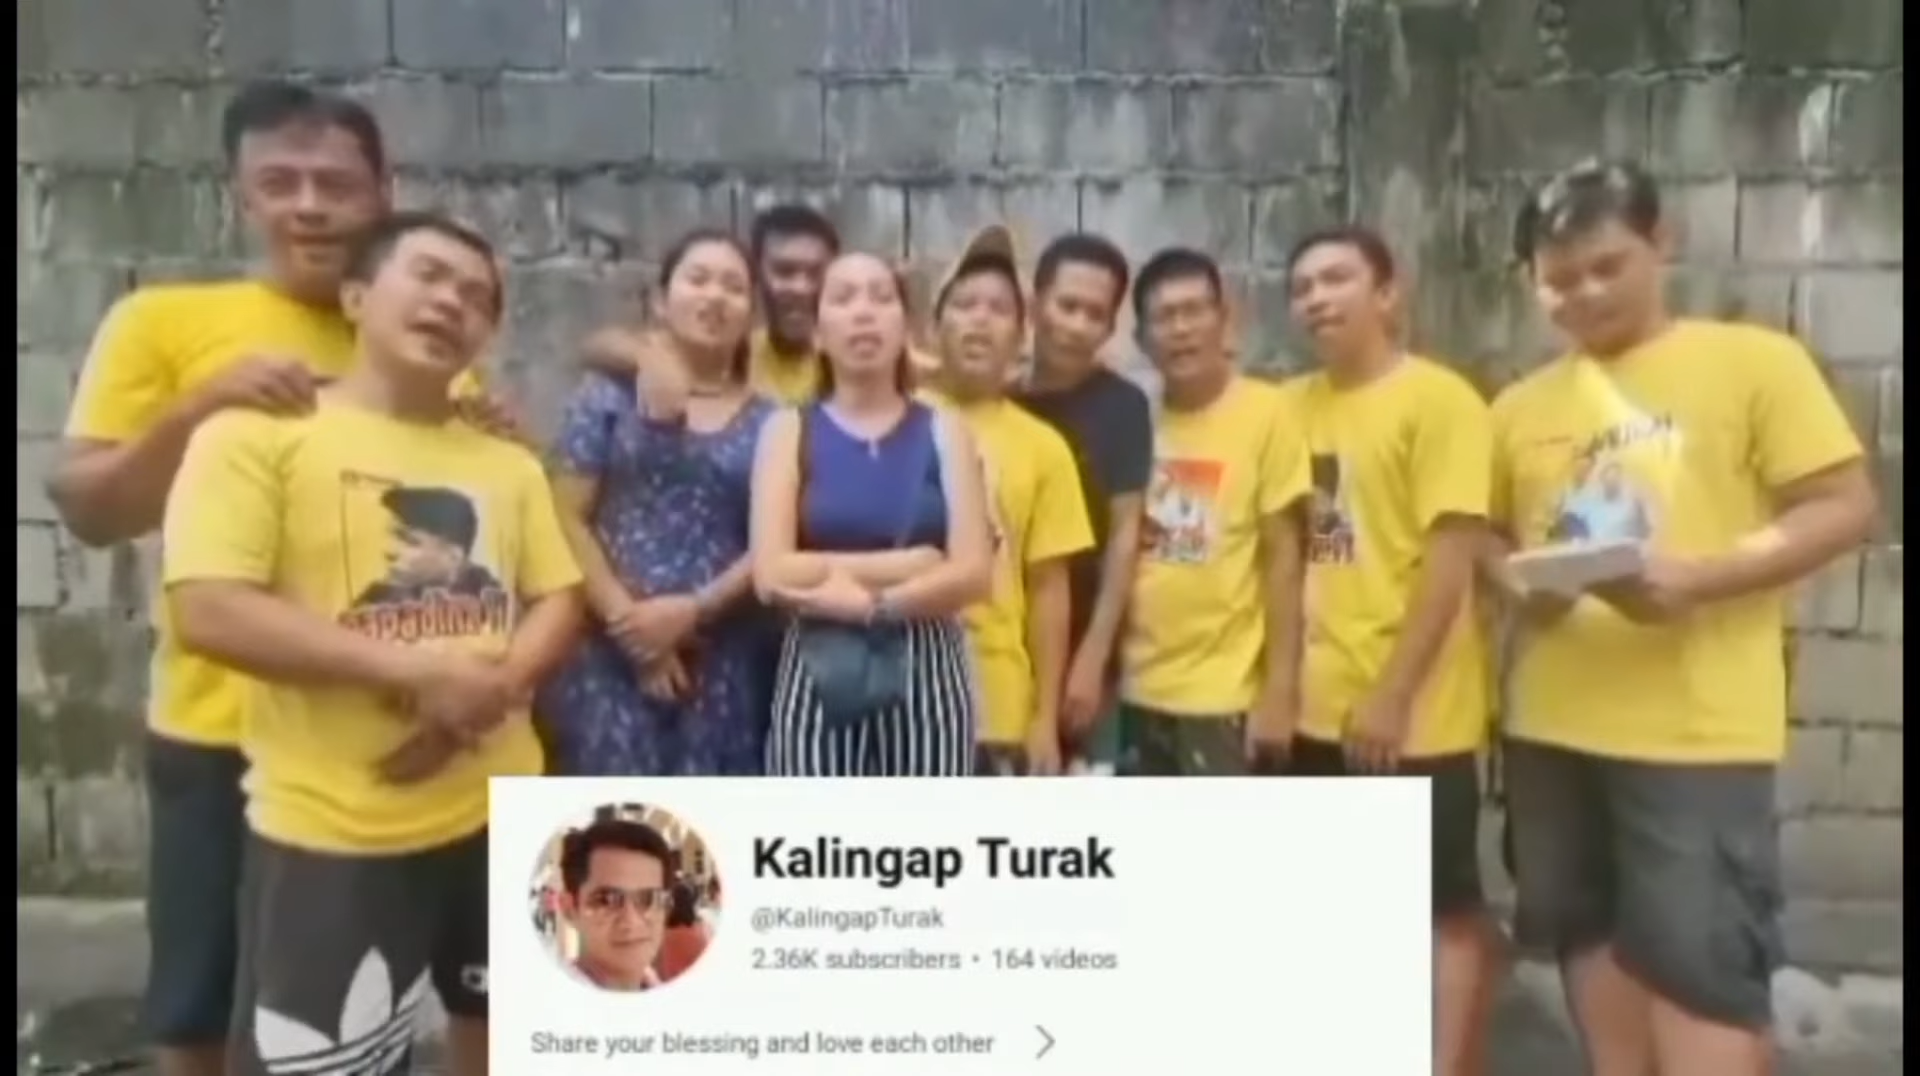 Kalingap Turak
@KalingapTurak
2.36K subscribers • 164 videos
Share your blessing and love each other